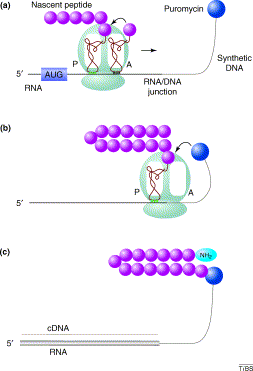 Nascent peptide
Puromycin
(a)
P
A
Synthetic
DNA
5′
AUG
RNA
RNA/DNA
junction
(b)
P
A
5′
(c)
NH₂
cDNA
5′
RNA
TiBS